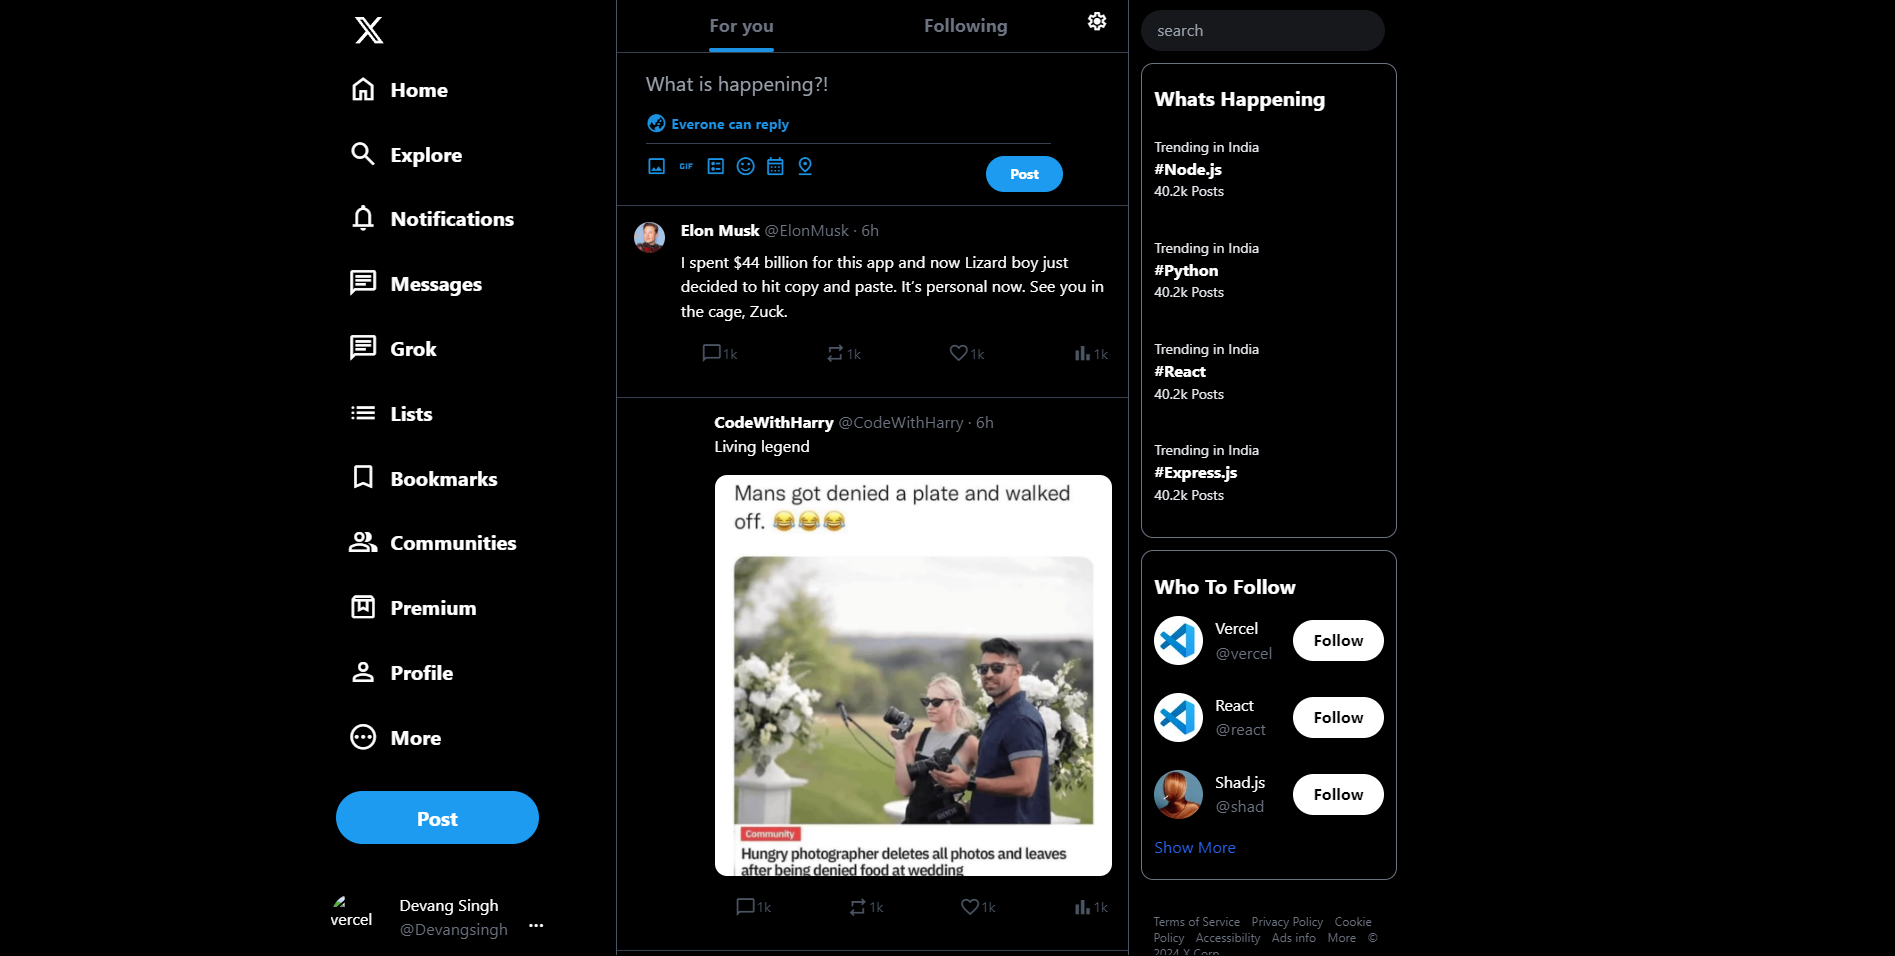 Home
Explore
Notifications
Messages
Grok
Lists
Bookmarks
Communities
Premium
Profile
More
Post
vercel
Devang Singh
@Devangsingh
...
For you
Following
What is happening?!
Everone can reply
GIF
Post
Elon Musk @ElonMusk · 6h
I spent $44 billion for this app and now Lizard boy just
decided to hit copy and paste. It's personal now. See you in
the cage, Zuck.
1k 1k 1k 1k
CodeWithHarry @CodeWithHarry · 6h
Living legend
Mans got denied a plate and walked
off. 😂😂😂
Community
Hungry photographer deletes all photos and leaves
after being denied food at wedding
1k 1k 1k 1k
search
Whats Happening
Trending in India
#Node.js
40.2k Posts
Trending in India
#Python
40.2k Posts
Trending in India
#React
40.2k Posts
Trending in India
#Express.js
40.2k Posts
Who To Follow
Vercel
@vercel
Follow
React
@react
Follow
Shad.js
@shad
Follow
Show More
Terms of Service Privacy Policy Cookie
Policy Accessibility Ads info More ©
2024 X Corp